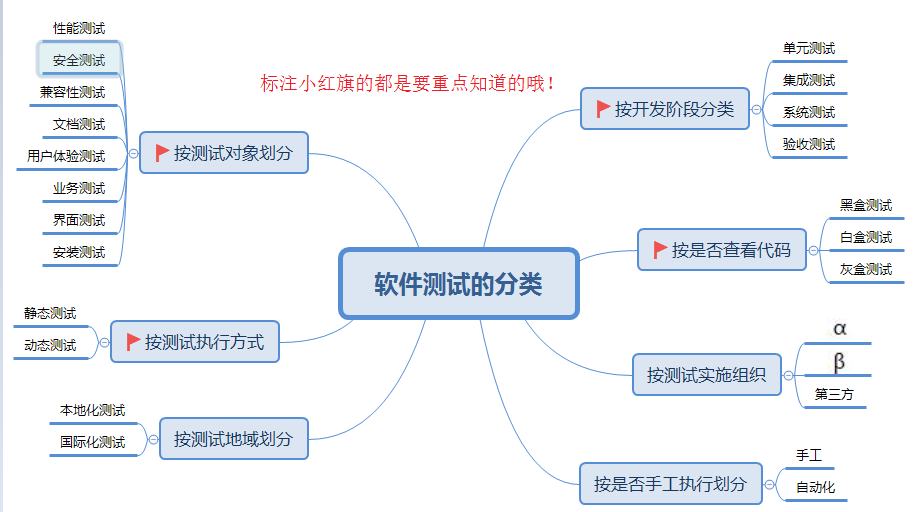 标注小红旗的都是要重点知道的哦！
软件测试的分类
按开发阶段分类
单元测试
集成测试
系统测试
验收测试
按是否查看代码
黑盒测试
白盒测试
灰盒测试
按测试实施组织
α
β
第三方
按是否手工执行划分
手工
自动化
按测试对象划分
性能测试
安全测试
兼容性测试
文档测试
用户体验测试
业务测试
界面测试
安装测试
按测试执行方式
静态测试
动态测试
按测试地域划分
本地化测试
国际化测试